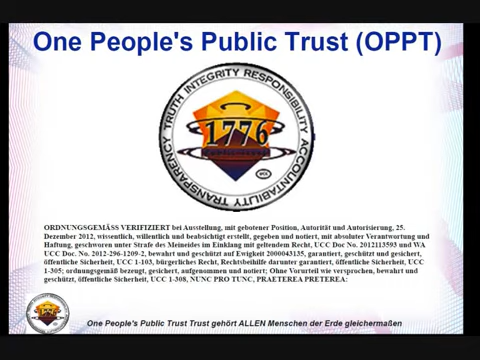 One People's Public Trust (OPPT)
TRANSPARENCY TRUTH INTEGRITY RESPONSIBILITY ACCOUNTABILITY
1776
ORDNUNGSGEMÄSS VERIFIZIERT bei Ausstellung, mit gebotener Position, Autorität und Autorisierung, 25.
Dezember 2012, wissentlich, willentlich und beabsichtigt erstellt, gegeben und notiert, mit absoluter Verantwortung und
Haftung, geschworen unter Strafe des Meineides im Einklang mit geltendem Recht, UCC Doc No. 2012113593 und WA
UCC Doc. No. 2012-296-1209-2, bewahrt und geschützt auf Ewigkeit 2000043135, garantiert, geschützt und gesichert,
öffentliche Sicherheit, UCC 1-103, bürgerliches Recht, Rechtsbeihilfe darunter garantiert, öffentliche Sicherheit, UCC
1-305; ordnungsgemäß bezeugt, gesichert, aufgenommen und notiert; Ohne Vorurteil wie versprochen, bewahrt und
geschützt, öffentliche Sicherheit, UCC 1-308, NUNC PRO TUNC, PRAETEREA PRETEREA:
1776
One People's Public Trust Trust gehört ALLEN Menschen der Erde gleichermaßen